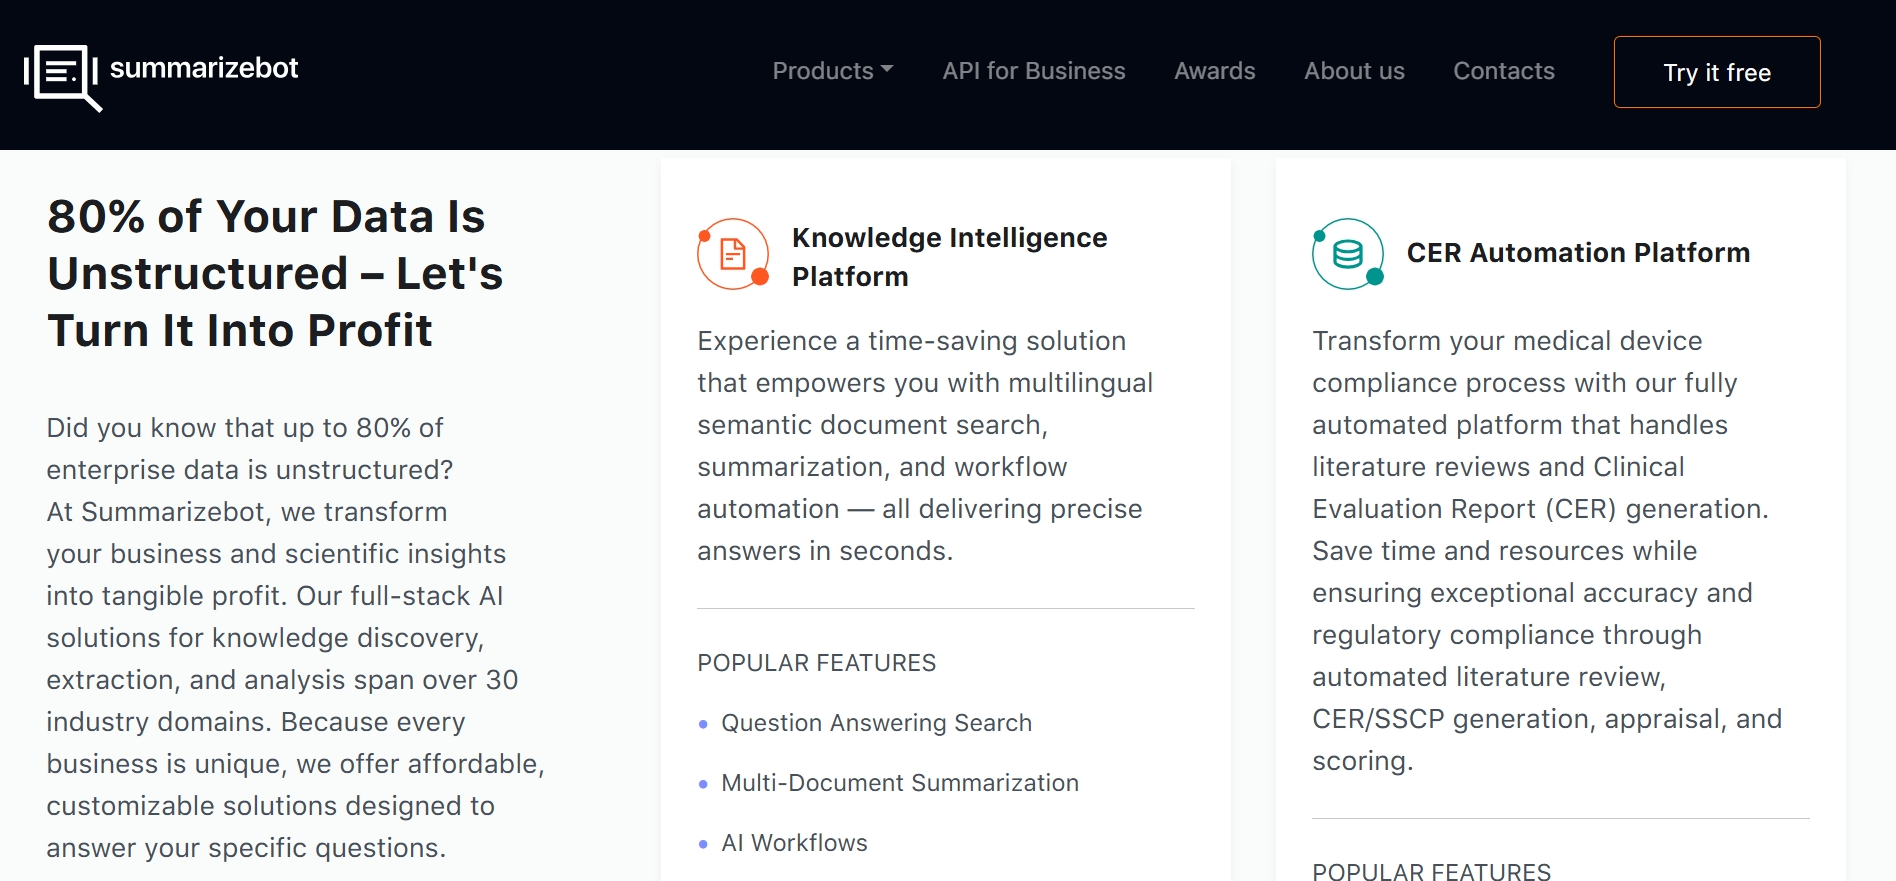 summarizebot
Products
API for Business
Awards
About us
Contacts
Try it free
80% of Your Data Is
Unstructured – Let's
Turn It Into Profit
Did you know that up to 80% of
enterprise data is unstructured?
At Summarizebot, we transform
your business and scientific insights
into tangible profit. Our full-stack AI
solutions for knowledge discovery,
extraction, and analysis span over 30
industry domains. Because every
business is unique, we offer affordable,
customizable solutions designed to
answer your specific questions.
Knowledge Intelligence
Platform
Experience a time-saving solution
that empowers you with multilingual
semantic document search,
summarization, and workflow
automation — all delivering precise
answers in seconds.
POPULAR FEATURES
Question Answering Search
Multi-Document Summarization
AI Workflows
CER Automation Platform
Transform your medical device
compliance process with our fully
automated platform that handles
literature reviews and Clinical
Evaluation Report (CER) generation.
Save time and resources while
ensuring exceptional accuracy and
regulatory compliance through
automated literature review,
CER/SSCP generation, appraisal, and
scoring.
POPULAR FEATURES